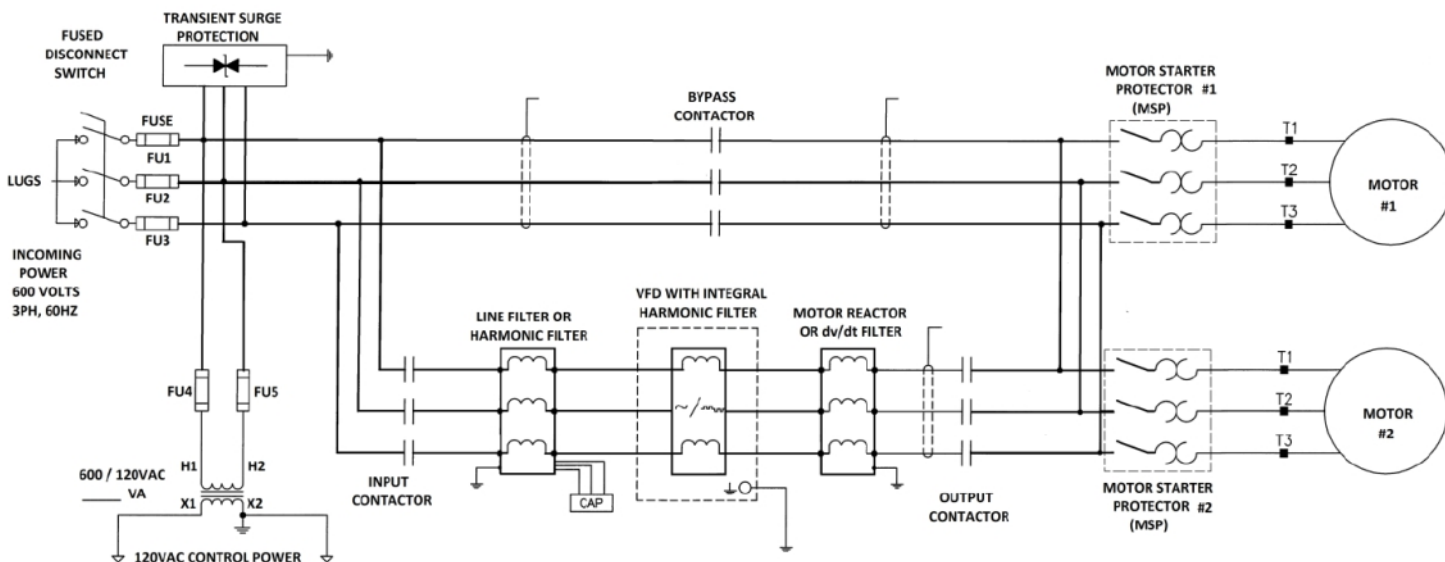 TRANSIENT SURGE
PROTECTION
FUSED
DISCONNECT
SWITCH
FUSE
FU1
FU2
FU3
LUGS
INCOMING
POWER
600 VOLTS
3PH, 60HZ
BYPASS
CONTACTOR
MOTOR STARTER
PROTECTOR #1
(MSP)
T1
T2
T3
MOTOR
#1
LINE FILTER OR
HARMONIC FILTER
VFD WITH INTEGRAL
HARMONIC FILTER
MOTOR REACTOR
OR dv/dt FILTER
FU4
FU5
H1
H2
600 / 120VAC
VA
X1
X2
120VAC CONTROL POWER
INPUT
CONTACTOR
CAP
OUTPUT
CONTACTOR
T1
T2
T3
MOTOR
#2
MOTOR STARTER
PROTECTOR #2
(MSP)